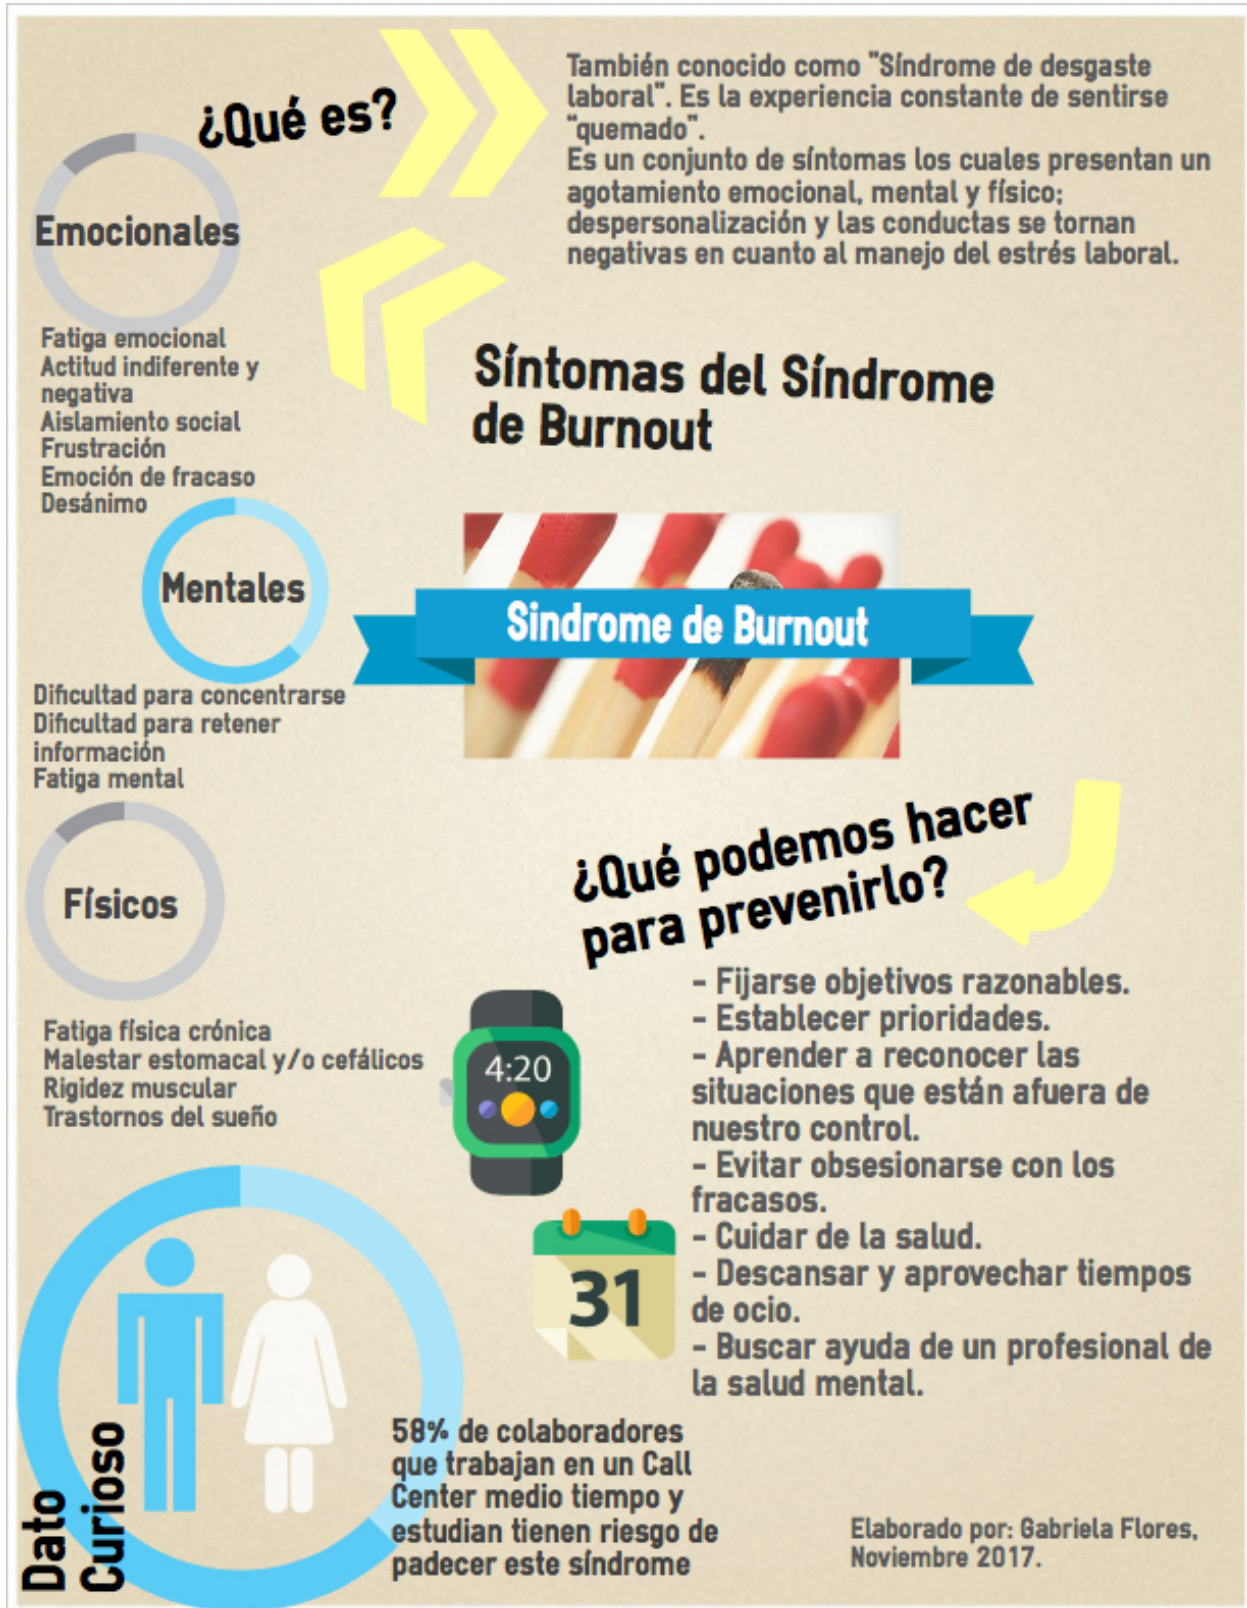 ¿Qué es?
También conocido como "Síndrome de desgaste
laboral". Es la experiencia constante de sentirse
"quemado".
Es un conjunto de síntomas los cuales presentan un
agotamiento emocional, mental y físico;
despersonalización y las conductas se tornan
negativas en cuanto al manejo del estrés laboral.
Síntomas del Síndrome
de Burnout
Emocionales
Fatiga emocional
Actitud indiferente y
negativa
Aislamiento social
Frustración
Emoción de fracaso
Desánimo
Mentales
Dificultad para concentrarse
Dificultad para retener
información
Fatiga mental
Físicos
Fatiga física crónica
Malestar estomacal y/o cefálicos
Rigidez muscular
Trastornos del sueño
Sindrome de Burnout
¿Qué podemos hacer
para prevenirlo?
- Fijarse objetivos razonables.
- Establecer prioridades.
- Aprender a reconocer las
situaciones que están afuera de
nuestro control.
- Evitar obsesionarse con los
fracasos.
- Cuidar de la salud.
- Descansar y aprovechar tiempos
de ocio.
- Buscar ayuda de un profesional de
la salud mental.
4:20
31
Dato
Curioso
58% de colaboradores
que trabajan en un Call
Center medio tiempo y
estudian tienen riesgo de
padecer este síndrome
Elaborado por: Gabriela Flores,
Noviembre 2017.